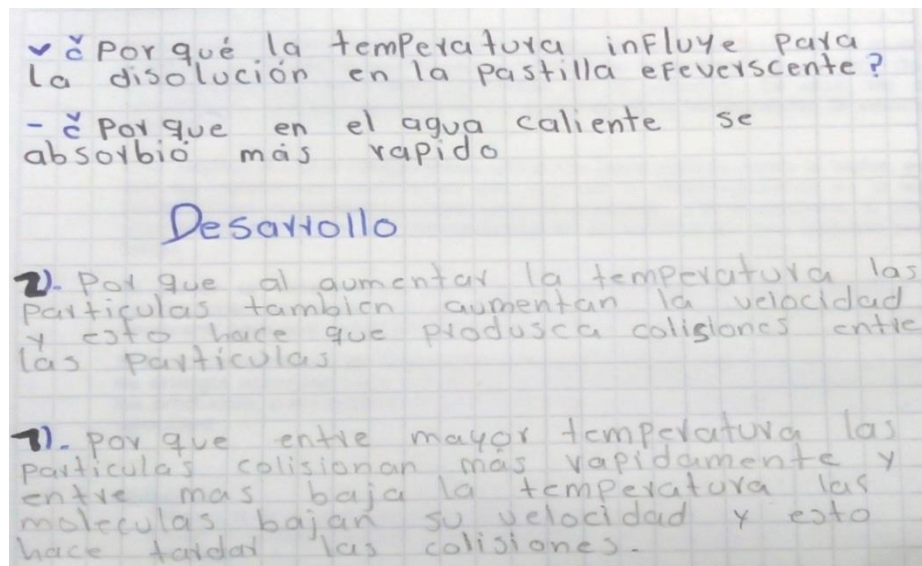 ✓ ¿Por qué la temperatura influye para
La disolución en la pastilla efeverscente?
- ¿Por que en el agua caliente se
absorbió más rapido
Desarrollo
2). Por que al aumentar la temperatura las
particulas tambien aumentan la velocidad
y esto hace que produsca colisiones entre
las particulas
1). por que entre mayor temperatura las
particulas colisionan más rapidamente y
entre mas baja la temperatura las
moleculas bajan su velocidad y esto
hace tardar las colisiones.